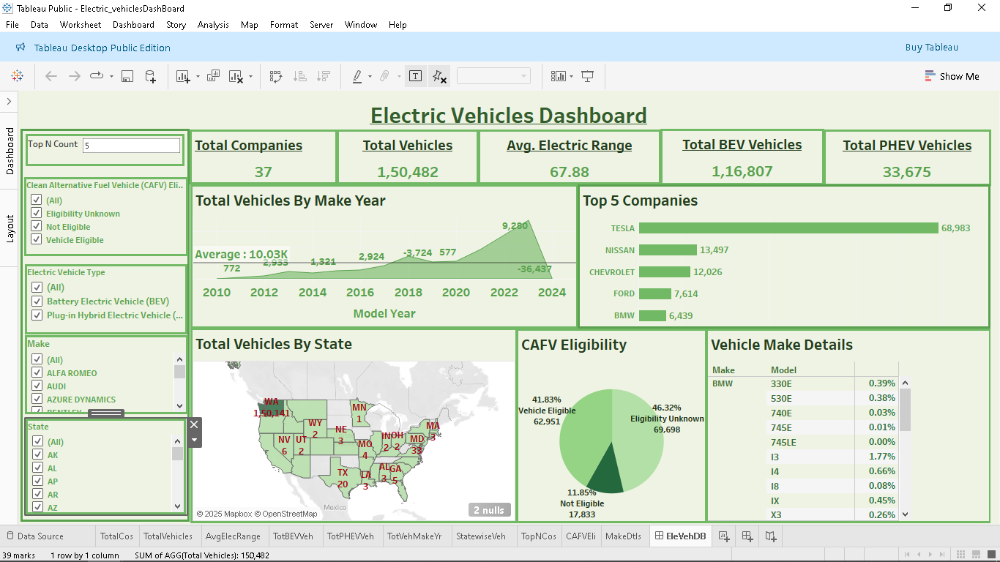 Tableau Public - Electric_vehiclesDashBoard
File Data Worksheet Dashboard Story Analysis Map Format Server Window Help
Tableau Desktop Public Edition
Buy Tableau
Show Me
Dashboard
Layout
Electric Vehicles Dashboard
Top N Count 5
Clean Alternative Fuel Vehicle (CAFV) Eli..
(All)
Eligibility Unknown
Not Eligible
Vehicle Eligible
Electric Vehicle Type
(All)
Battery Electric Vehicle (BEV)
Plug-in Hybrid Electric Vehicle (...
Make
(All)
ALFA ROMEO
AUDI
AZURE DYNAMICS
BENTLEY
State
(All)
AK
AL
AP
AR
AZ
Total Companies
37
Total Vehicles
1,50,482
Avg. Electric Range
67.88
Total BEV Vehicles
1,16,807
Total PHEV Vehicles
33,675
Total Vehicles By Make Year
Average : 10.03K
772
2,933
1,321
2,924
-3,724
577
9,280
-36,437
2010 2012 2014 2016 2018 2020 2022 2024
Model Year
Top 5 Companies
TESLA 68,983
NISSAN 13,497
CHEVROLET 12,026
FORD 7,614
BMW 6,439
Total Vehicles By State
WA
1,50,141
MN
1
WY
2
NE
3
NV
6
UT
2
MO
4
IN
2
OH
2
MD
33
MA
3
TX
20
LA
3
AL
3
GA
5
Mexico
© 2025 Mapbox © OpenStreetMap
2 nulls
CAFV Eligibility
41.83%
Vehicle Eligible
62,951
46.32%
Eligibility Unknown
69,698
11.85%
Not Eligible
17,833
Vehicle Make Details
Make Model
BMW 330E 0.39%
530E 0.38%
740E 0.03%
745E 0.01%
745LE 0.00%
I3 1.77%
I4 0.66%
I8 0.08%
IX 0.45%
X3 0.26%
Data Source TotalCos TotalVehicles AvgElecRange TotBEVVeh TotPHEVVeh TotVehMakeYr StatewiseVeh TopNCos CAFVEli MakeDtls EleVehDB
39 marks 1 row by 1 column SUM of AGG(Total Vehicles): 150,482